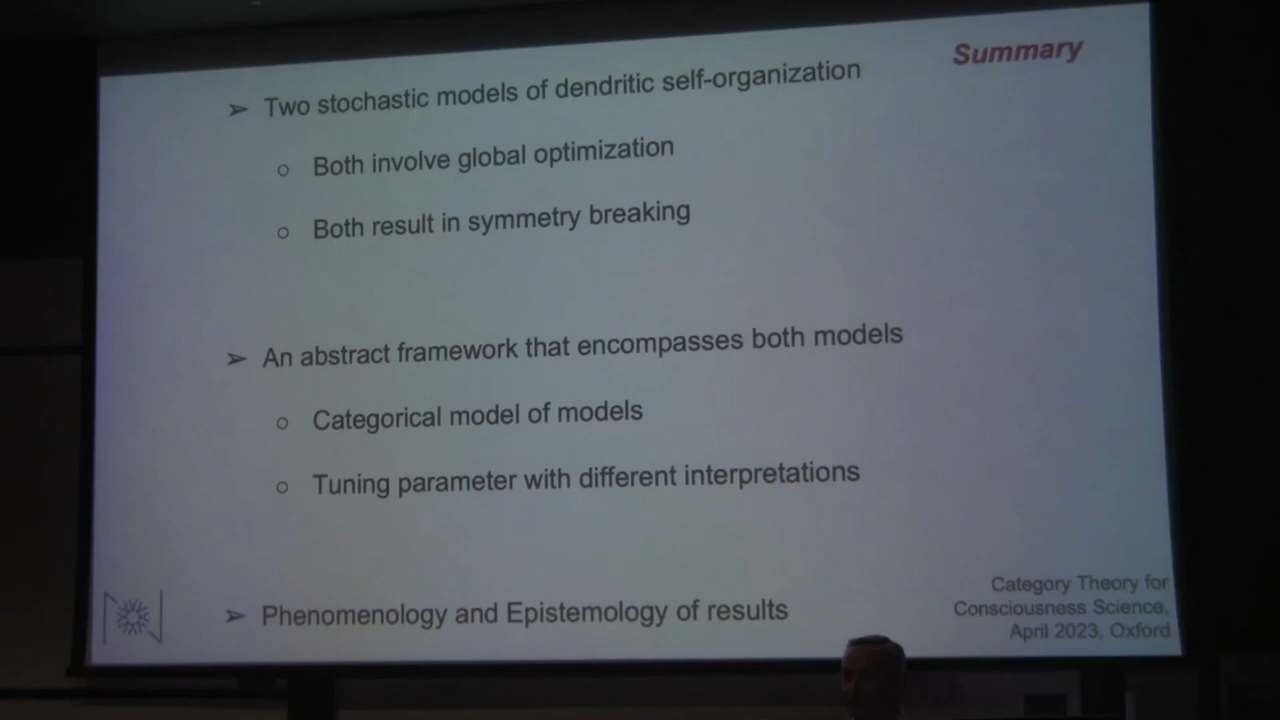 Summary
➢ Two stochastic models of dendritic self-organization
○ Both involve global optimization
○ Both result in symmetry breaking
➢ An abstract framework that encompasses both models
○ Categorical model of models
○ Tuning parameter with different interpretations
➢ Phenomenology and Epistemology of results
Category Theory for
Consciousness Science,
April 2023, Oxford